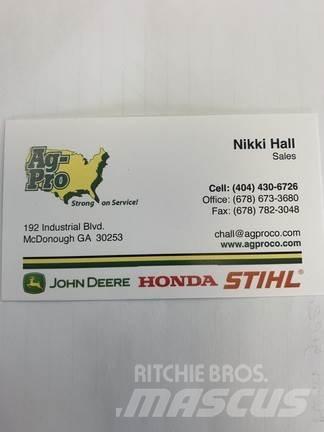 Ag-
Pro
Strong on Service!
Nikki Hall
Sales
Cell: (404) 430-6726
Office: (678) 673-3680
Fax: (678) 782-3048
192 Industrial Blvd.
McDonough GA 30253
chall@agproco.com
www.agproco.com
JOHN DEERE HONDA STIHL®
RITCHIE BROS.
MASCUS